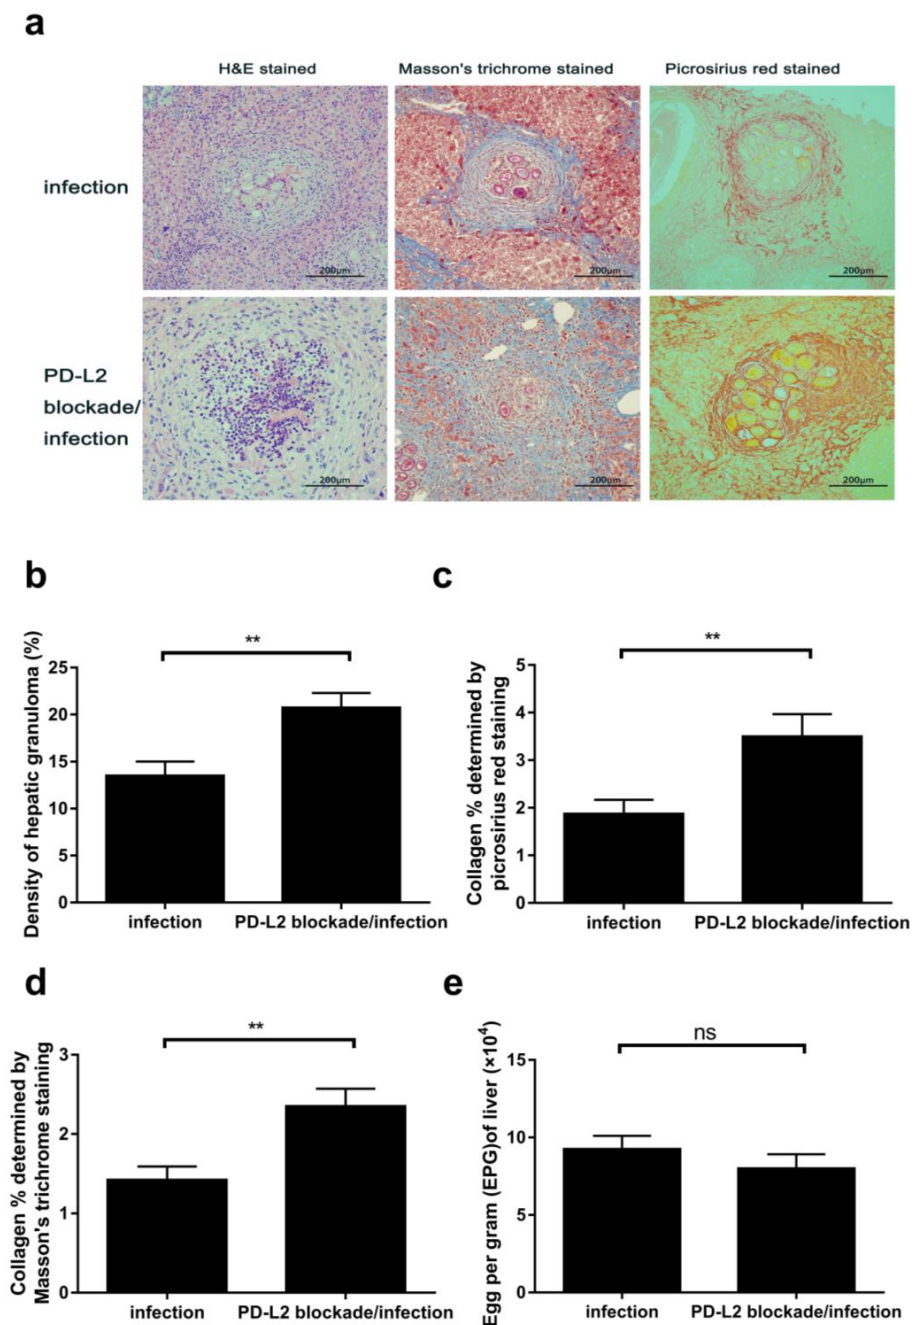 a
H&E stained
Masson's trichrome stained
Picrosirius red stained
infection
200μm
200μm
200μm
PD-L2
blockade/
infection
200μm
200μm
200μm
b
Density of hepatic granuloma (%)
25
20
15
10
5
0
**
infection
PD-L2 blockade/infection
c
Collagen % determined by
picrosirius red staining
5
4
3
2
1
0
**
infection
PD-L2 blockade/infection
d
Collagen % determined by
Masson's trichrome staining
3
2
1
0
**
infection
PD-L2 blockade/infection
e
Egg per gram (EPG)of liver (×10⁴)
15
10
5
0
ns
infection
PD-L2 blockade/infection